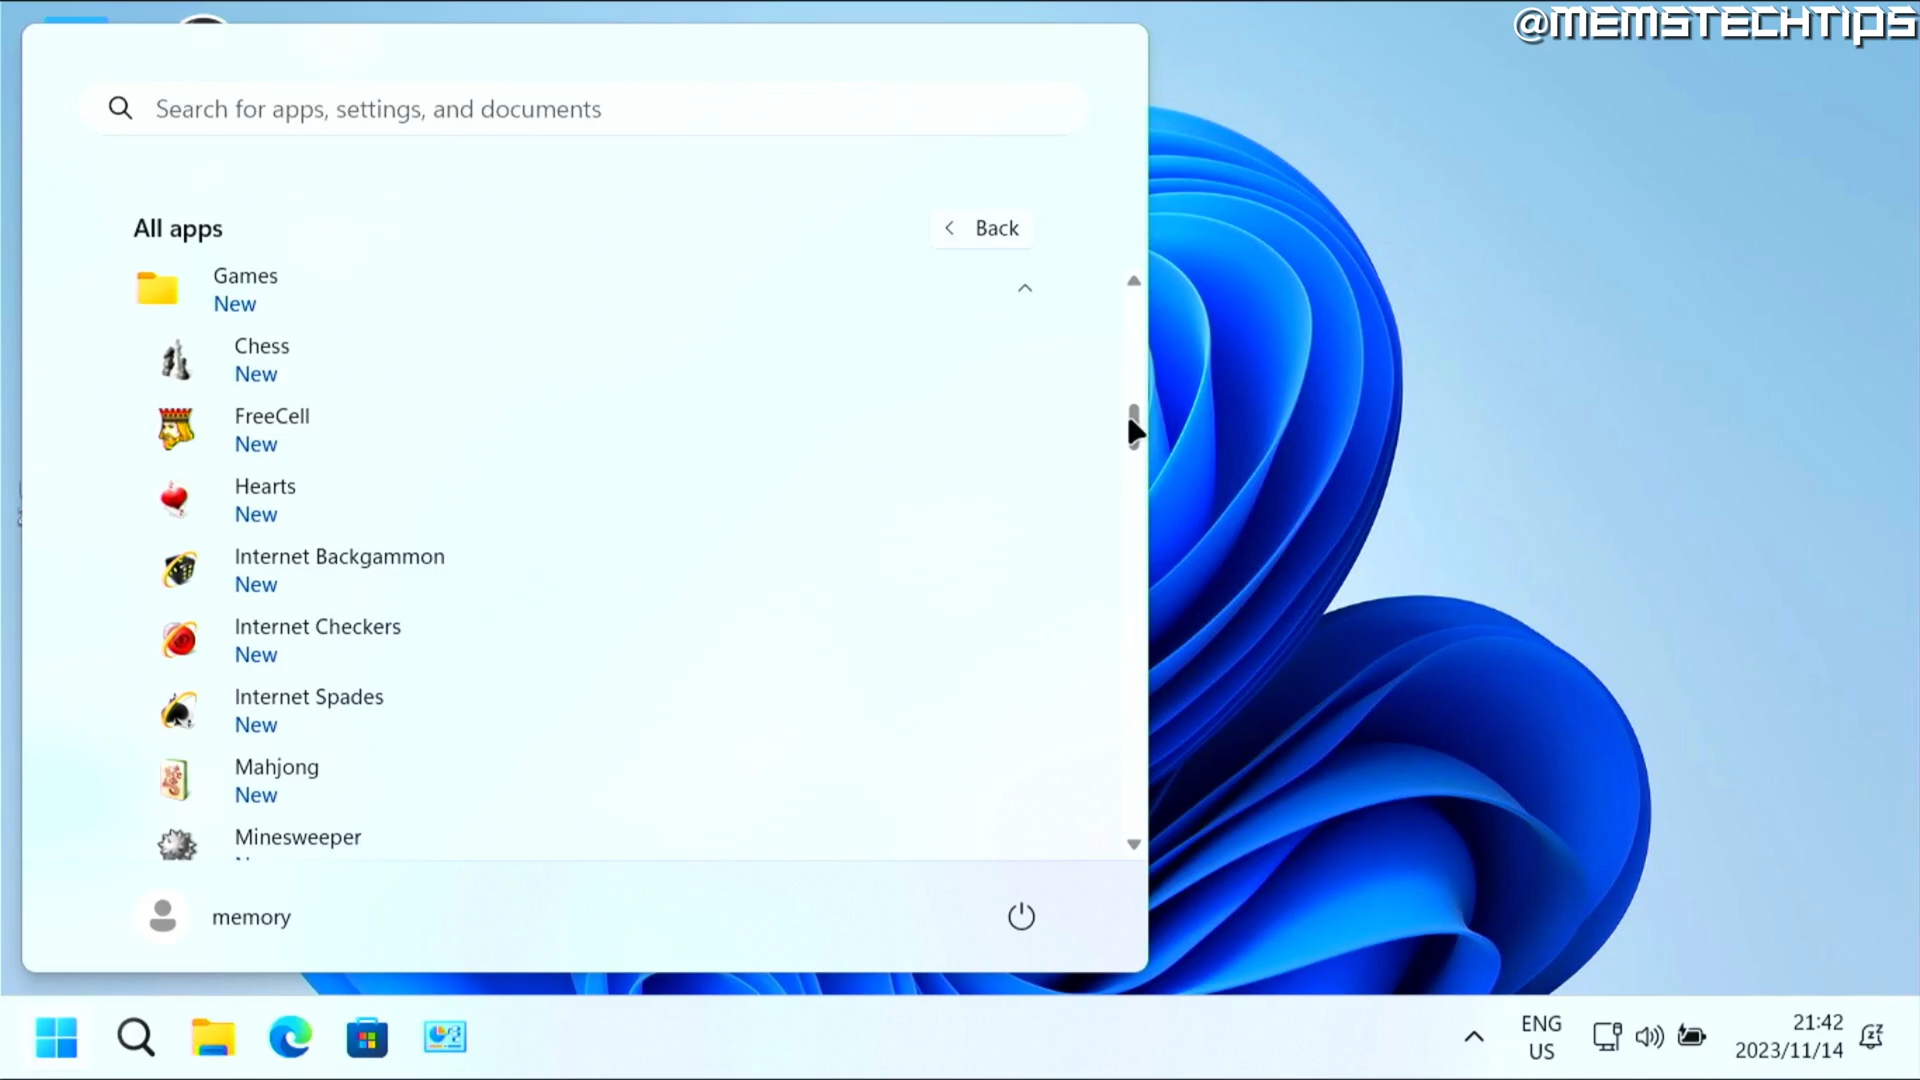 @MEMSTECHTIPS
Search for apps, settings, and documents
All apps
Back
Games
New
Chess
New
FreeCell
New
Hearts
New
Internet Backgammon
New
Internet Checkers
New
Internet Spades
New
Mahjong
New
Minesweeper
memory
ENG
US
21:42
2023/11/14